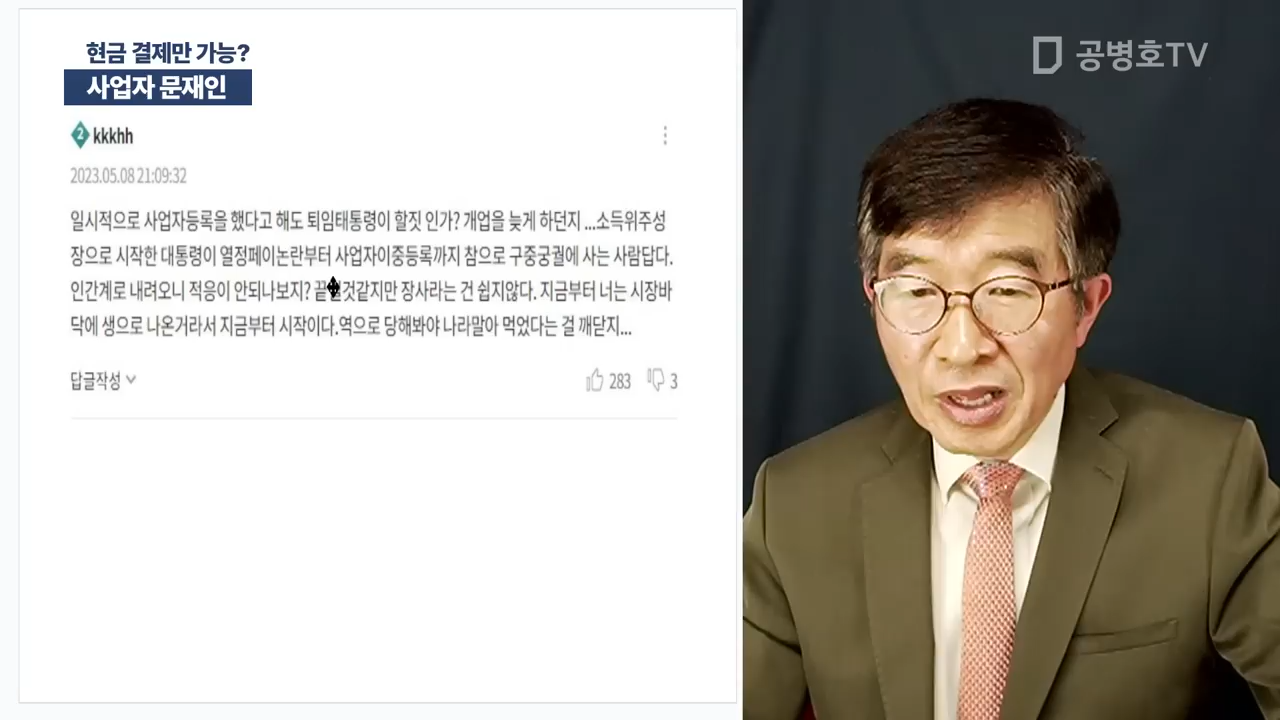 현금 결제만 가능?
사업자 문재인
공병호TV
2 kkkhh
2023.05.08 21:09:32
일시적으로 사업자등록을 했다고 해도 퇴임태통령이 할짓 인가? 개업을 늦게 하던지 ...소득위주성
장으로 시작한 대통령이 열정페이논란부터 사업자이중등록까지 참으로 구중궁궐에 사는 사람답다.
인간계로 내려오니 적응이 안되나보지? 끝 것같지만 장사라는 건 쉽지않다. 지금부터 너는 시장바
닥에 생으로 나온거라서 지금부터 시작이다.역으로 당해봐야 나라말아 먹었다는 걸 깨닫지...
답글작성
283 3